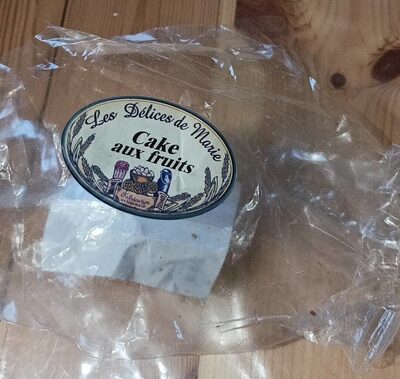 Les Délices de Marie
Cake
aux fruits